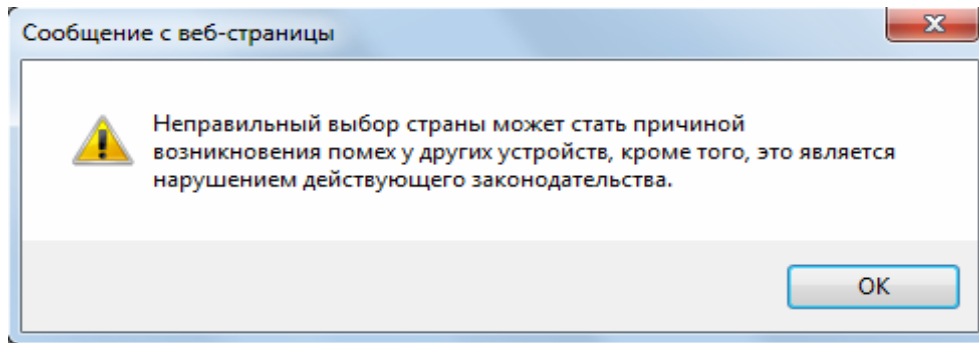 Сообщение с веб-страницы
Неправильный выбор страны может стать причиной
возникновения помех у других устройств, кроме того, это является
нарушением действующего законодательства.
OK